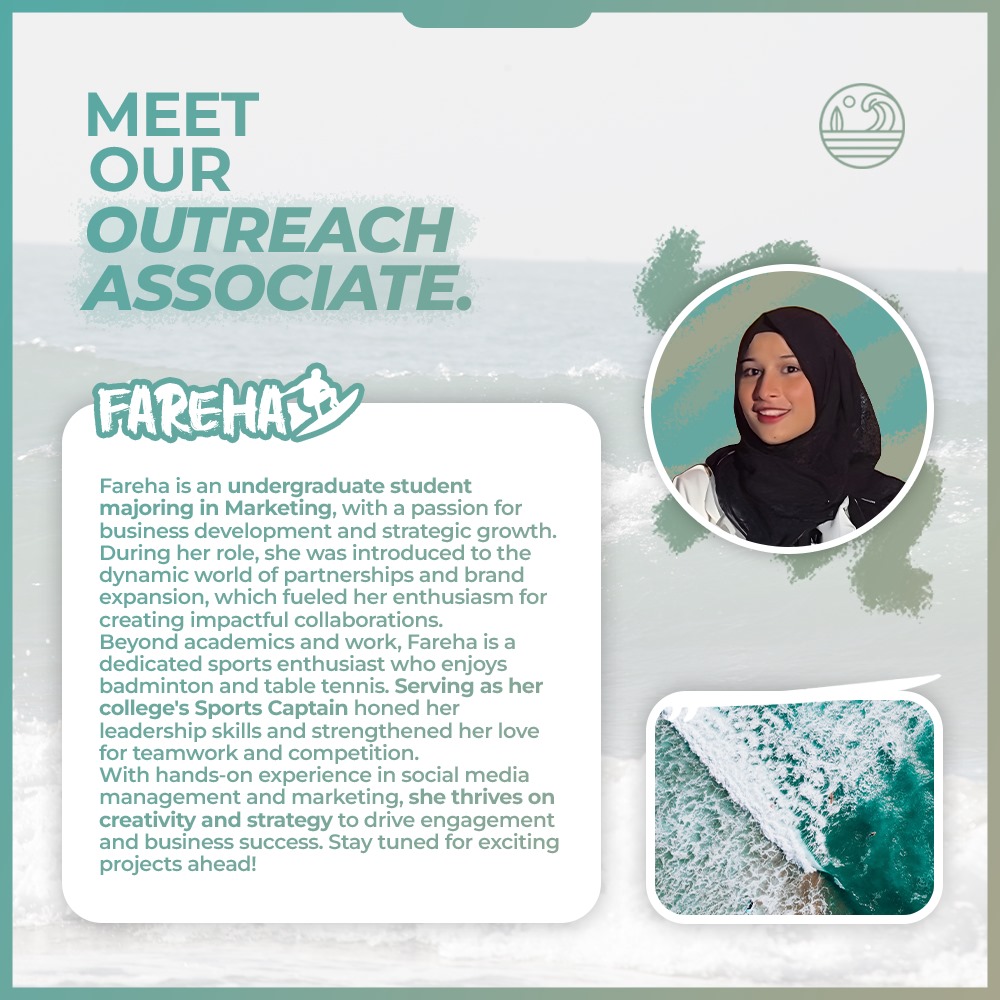 MEET
OUR
OUTREACH
ASSOCIATE.
FAREHA
Fareha is an undergraduate student
majoring in Marketing, with a passion for
business development and strategic growth.
During her role, she was introduced to the
dynamic world of partnerships and brand
expansion, which fueled her enthusiasm for
creating impactful collaborations.
Beyond academics and work, Fareha is a
dedicated sports enthusiast who enjoys
badminton and table tennis. Serving as her
college's Sports Captain honed her
leadership skills and strengthened her love
for teamwork and competition.
With hands-on experience in social media
management and marketing, she thrives on
creativity and strategy to drive engagement
and business success. Stay tuned for exciting
projects ahead!